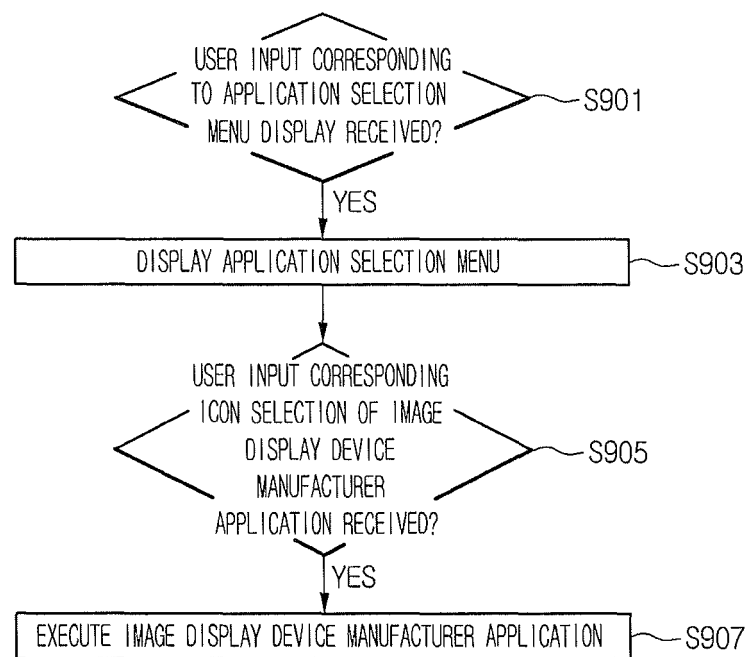 USER INPUT CORRESPONDING
TO APPLICATION SELECTION
MENU DISPLAY RECEIVED?
S901
YES
DISPLAY APPLICATION SELECTION MENU
S903
USER INPUT CORRESPONDING
ICON SELECTION OF IMAGE
DISPLAY DEVICE
MANUFACTURER
APPLICATION RECEIVED?
S905
YES
EXECUTE IMAGE DISPLAY DEVICE MANUFACTURER APPLICATION
S907